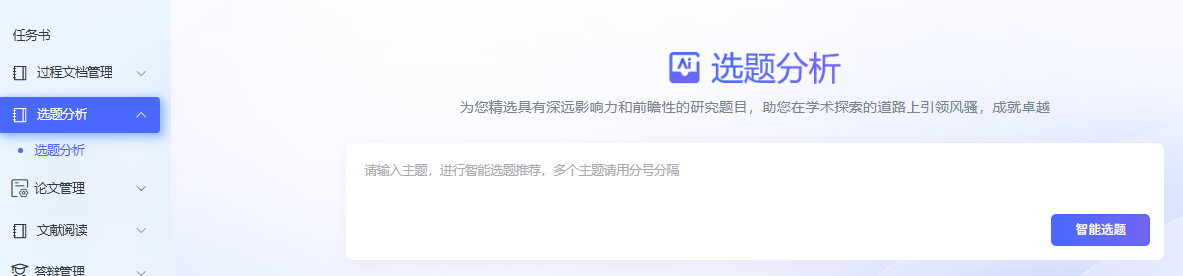 任务书
过程文档管理
选题分析
选题分析
论文管理
文献阅读
答辩管理
Ai 选题分析
为您精选具有深远影响力和前瞻性的研究题目，助您在学术探索的道路上引领风骚，成就卓越
请输入主题，进行智能选题推荐，多个主题请用分号分隔
智能选题